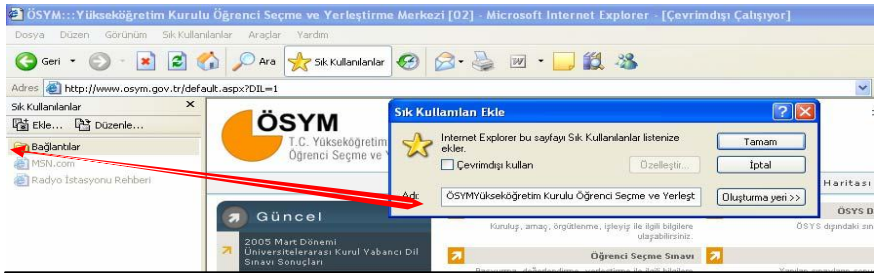 ÖSYM:::Yükseköğretim Kurulu Öğrenci Seçme ve Yerleştirme Merkezi [02] - Microsoft Internet Explorer - [Çevrimdışı Çalışıyor]
Dosya Düzen Görünüm Sık Kullanılanlar Araçlar Yardım
Geri Ara Sık Kullanılanlar
Adres http://www.osym.gov.tr/default.aspx?DIL=1
Sık Kullanılanlar
Ekle... Düzenle...
Bağlantılar
MSN.com
Radyo İstasyonu Rehberi
ÖSYM
T.C. Yükseköğretim
Öğrenci Seçme ve
Sık Kullanılan Ekle
Internet Explorer bu sayfayı Sık Kullanılanlar listenize
ekler.
Çevrimdışı kullan
Özelleştir...
Tamam
İptal
Adı:
ÖSYMYükseköğretim Kurulu Öğrenci Seçme ve Yerleşt
Oluşturma yeri >>
Haritası
Güncel
2005 Mart Dönemi
Üniversitelerarası Kurul Yabancı Dil
Sınavı Sonuçları
Kuruluş, amaç, örgütlenme, işleyiş ile ilgili bilgilere
ulaşabilirsiniz.
Öğrenci Seçme Sınavı
ÖSYS D
ÖSYS dışındaki sın